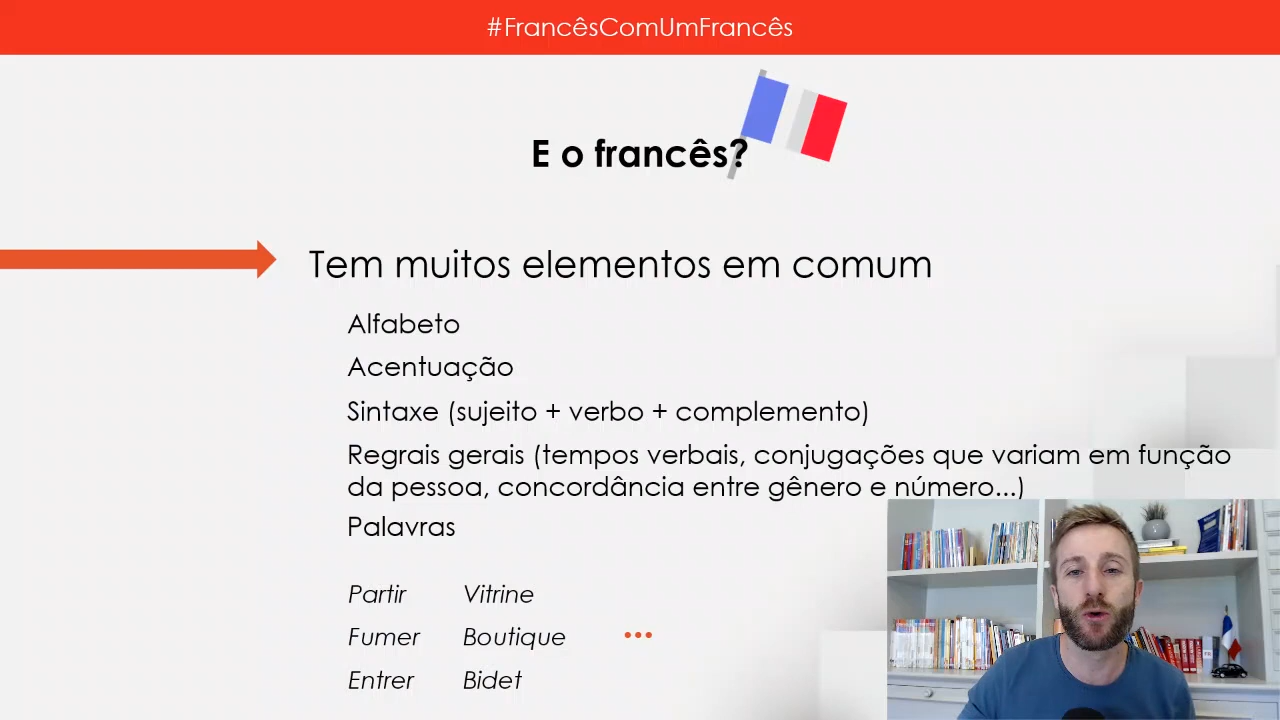 #FrancêsComUmFrancês
E o francês?
Tem muitos elementos em comum
Alfabeto
Acentuação
Sintaxe (sujeito + verbo + complemento)
Regrais gerais (tempos verbais, conjugações que variam em função
da pessoa, concordância entre gênero e número...)
Palavras
Partir Vitrine
Fumer Boutique ...
Entrer Bidet